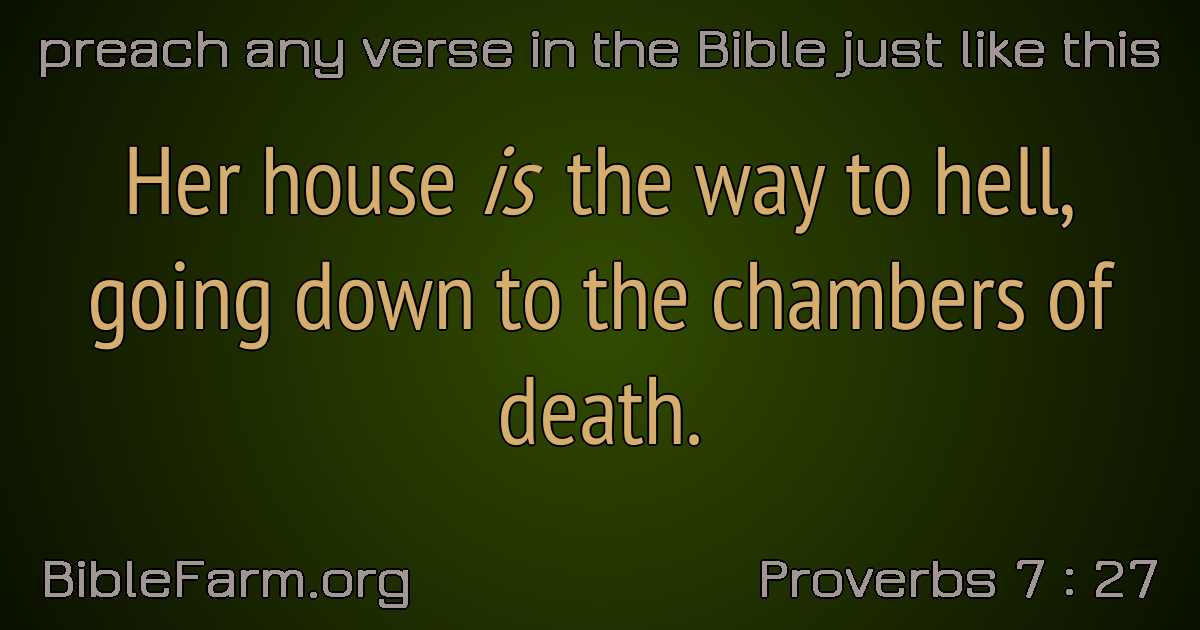 preach any verse in the Bible just like this
Her house is the way to hell,
going down to the chambers of
death.
BibleFarm.org
Proverbs 7 : 27